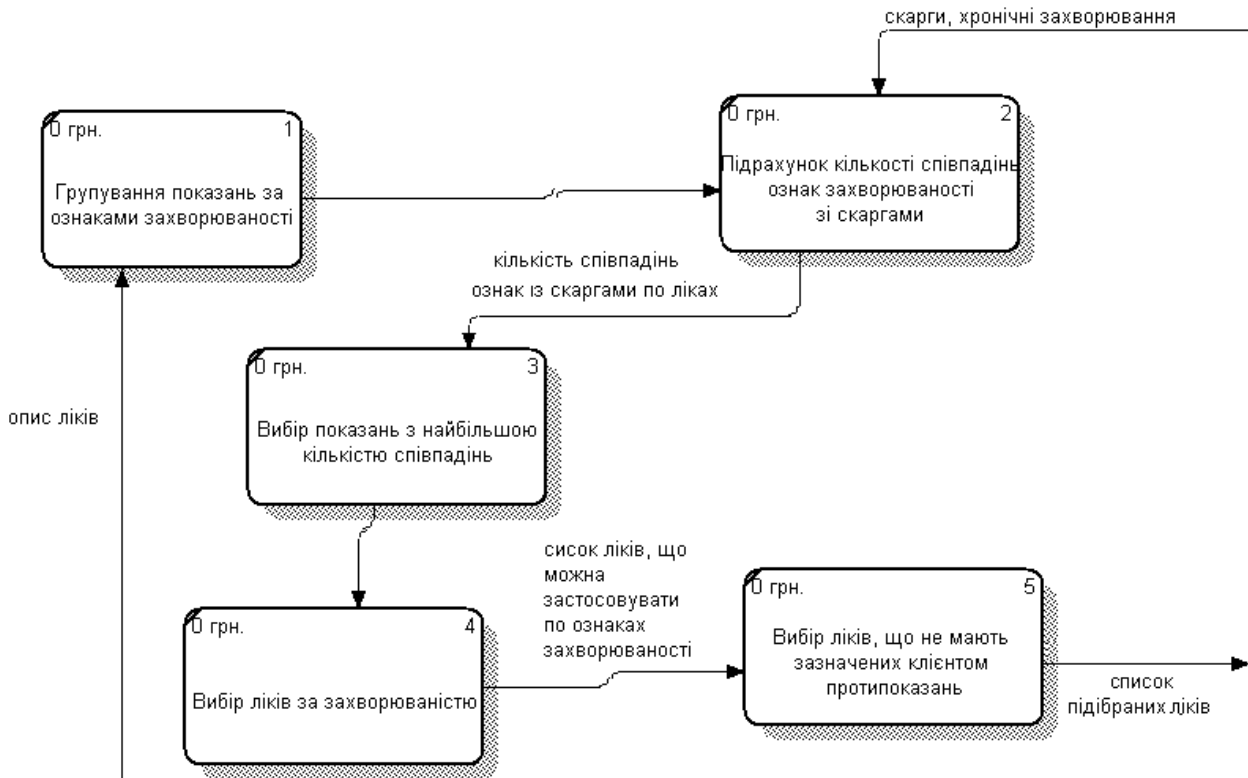 скарги, хронічні захворювання
0 грн. 1
Групування показань за
ознаками захворюваності
0 грн. 2
Підрахунок кількості співпадінь
ознак захворюваності
зі скаргами
кількість співпадінь
ознак із скаргами по ліках
0 грн. 3
Вибір показань з найбільшою
кількістю співпадінь
опис ліків
0 грн. 4
Вибір ліків за захворюваністю
сисок ліків, що
можна
застосовувати
по ознаках
захворюваності
0 грн. 5
Вибір ліків, що не мають
зазначених клієнтом
протипоказань
список
підібраних ліків